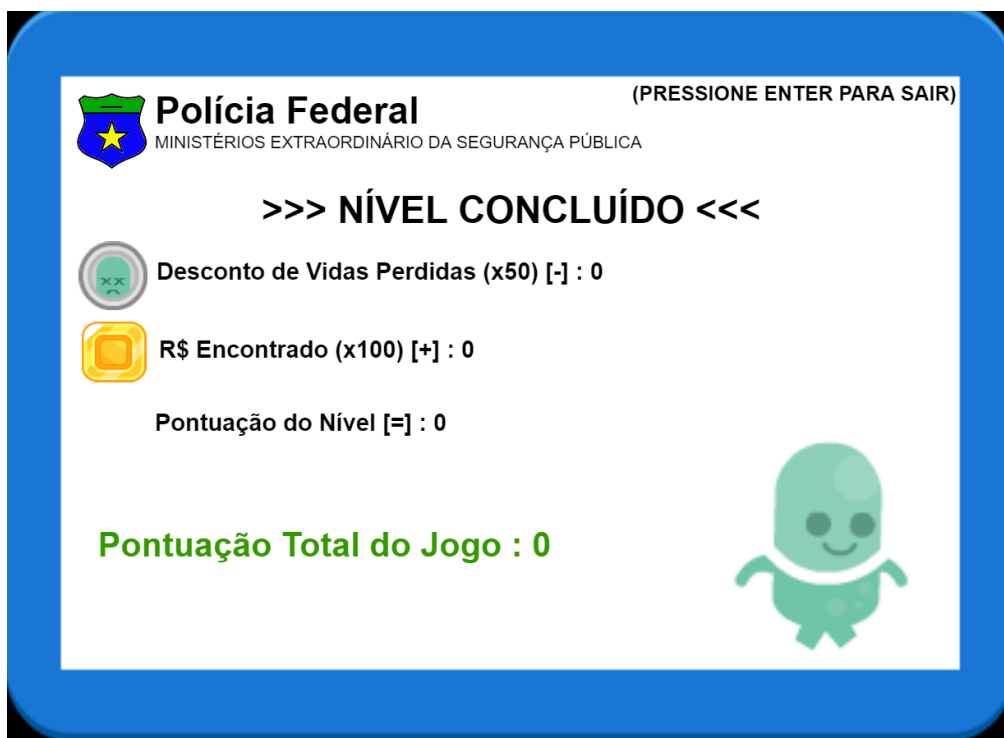 Polícia Federal
(PRESSIONE ENTER PARA SAIR)
MINISTÉRIOS EXTRAORDINÁRIO DA SEGURANÇA PÚBLICA
>>> NÍVEL CONCLUÍDO <<<
Desconto de Vidas Perdidas (x50) [-] : 0
R$ Encontrado (x100) [+] : 0
Pontuação do Nível [=] : 0
Pontuação Total do Jogo : 0